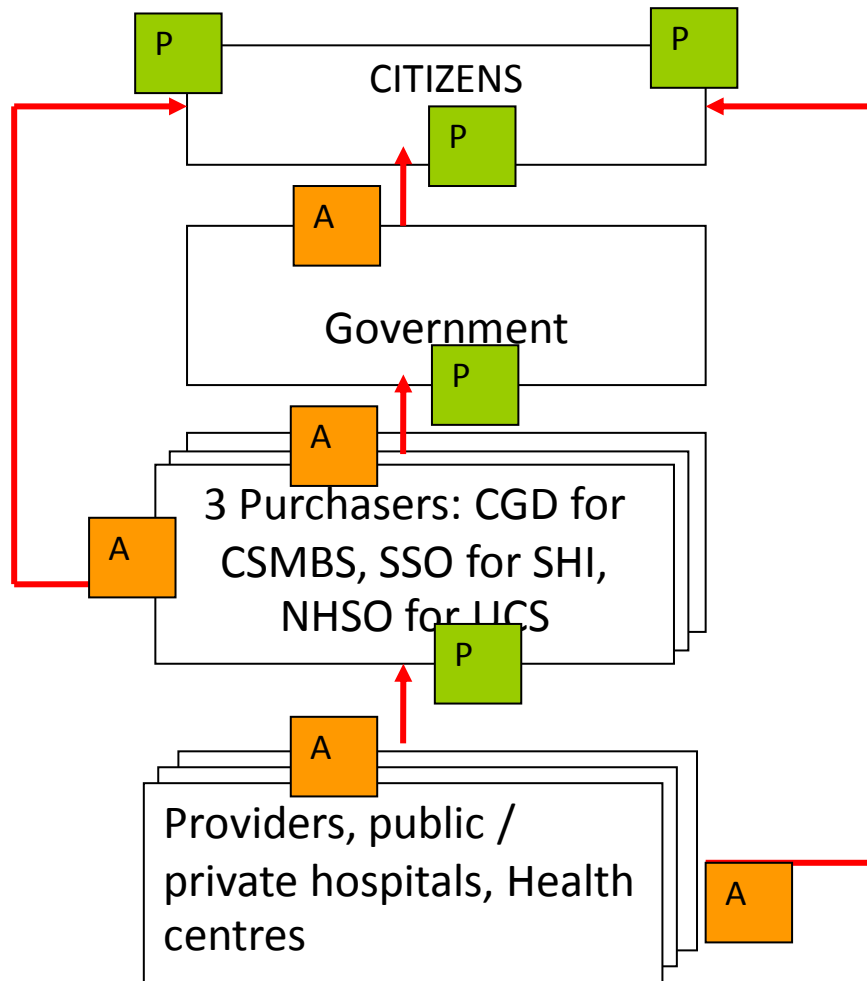 P
P
CITIZENS
P
A
Government
P
A
3 Purchasers: CGD for
CSMBS, SSO for SHI,
A
NHSO for UCS
P
A
Providers, public /
private hospitals, Health
A
centres